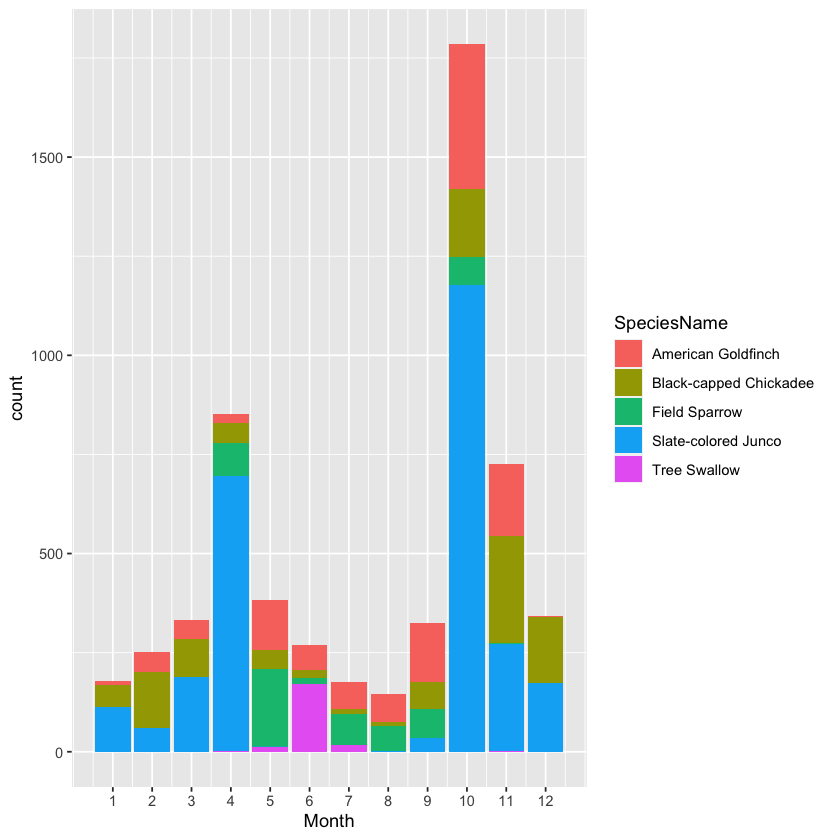 1500
1000
500
0
count
1 2 3 4 5 6 7 8 9 10 11 12
Month
SpeciesName
American Goldfinch
Black-capped Chickadee
Field Sparrow
Slate-colored Junco
Tree Swallow